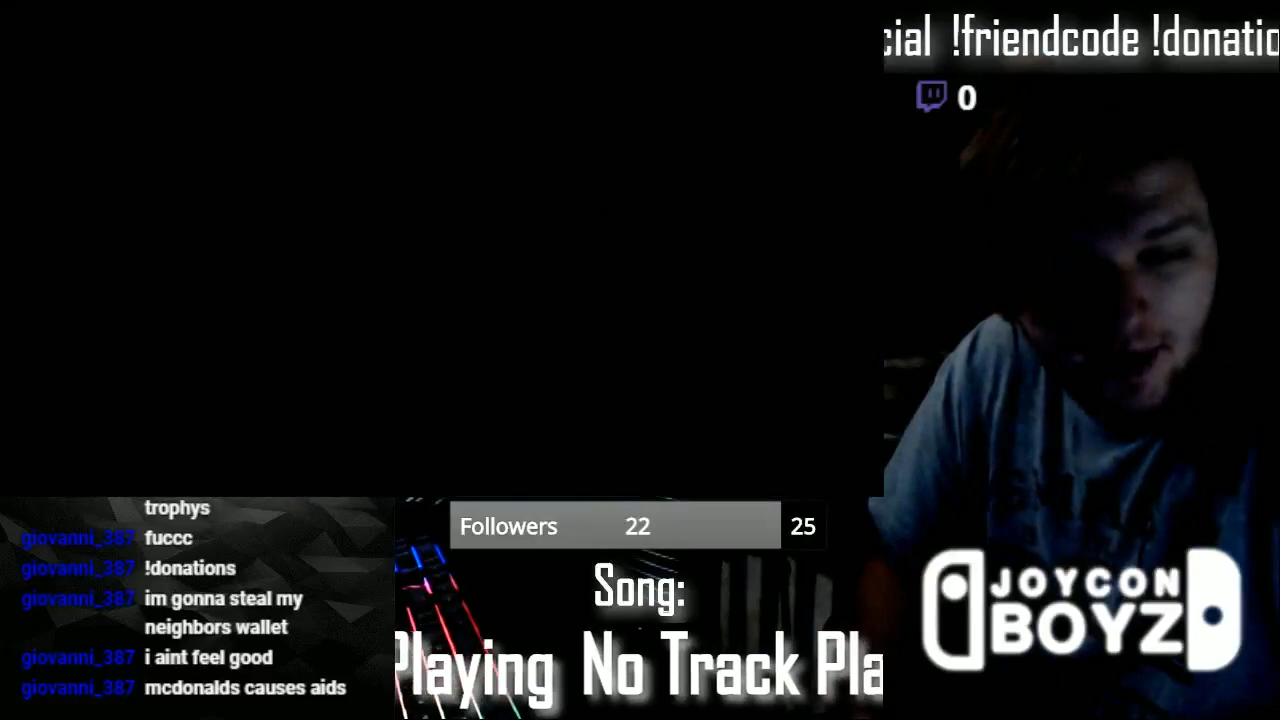 cial !friendcode !donatio
0
trophys
giovanni_387 fuccc
giovanni_387 !donations
giovanni_387 im gonna steal my
neighbors wallet
giovanni_387 i aint feel good
giovanni_387 mcdonalds causes aids
Followers 22 25
Song:
Playing No Track Pla
JOYCON
BOYZ